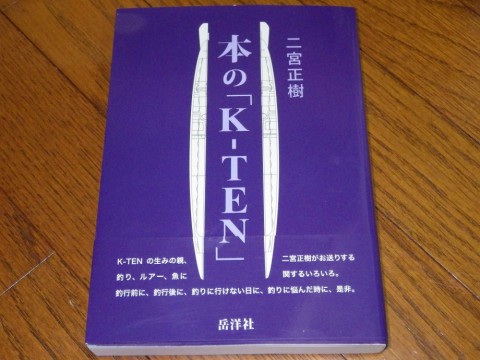 二宮正樹
本の「K-TEN」
K-TEN の生みの親、二宮正樹がお送りする
釣り、ルアー、魚に関するいろいろ。
釣行前に、釣行後に、釣りに行けない日に、釣りに悩んだ時に、是非。
岳洋社